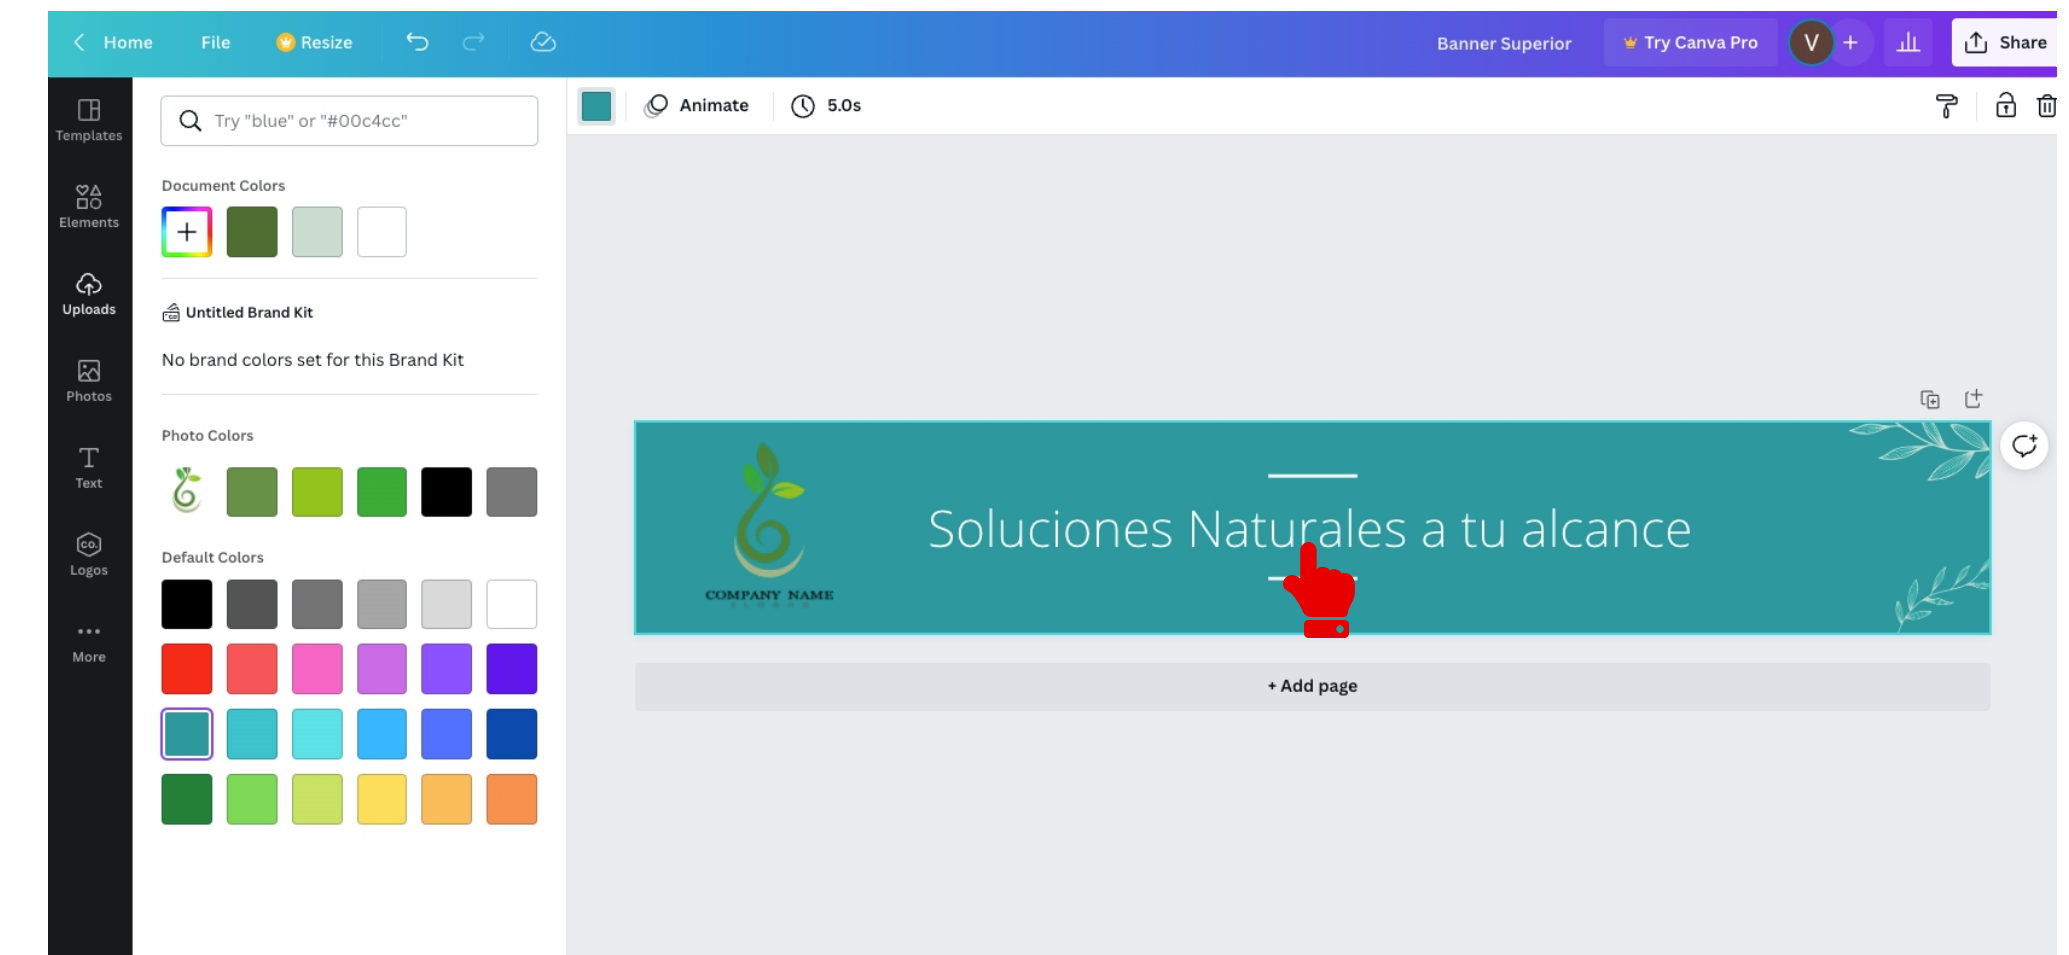 Home File Resize Banner Superior Try Canva Pro V + Share
Templates
Elements
Uploads
Photos
Text
CO.
Logos
More
Try "blue" or "#00c4cc"
Document Colors
Untitled Brand Kit
No brand colors set for this Brand Kit
Photo Colors
Default Colors
Animate 5.0s
Soluciones Naturales a tu alcance
COMPANY NAME
+ Add page